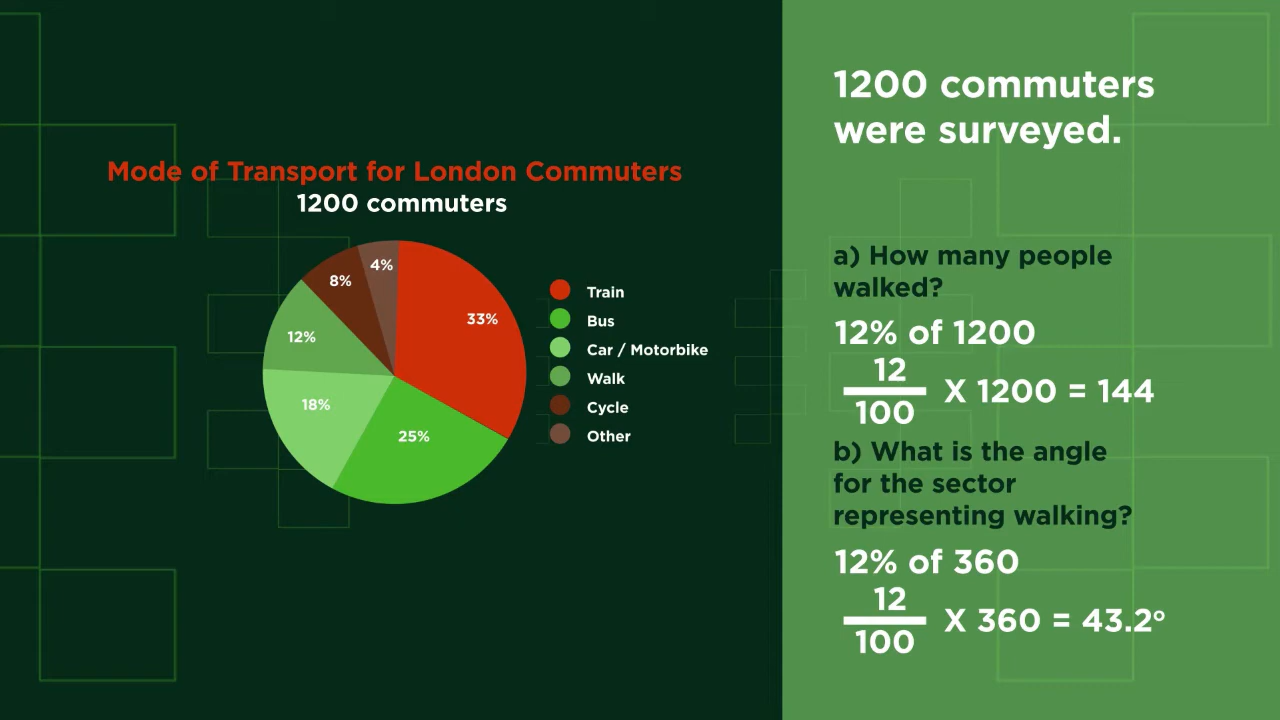 Mode of Transport for London Commuters
1200 commuters
4%
8%
33%
12%
18%
25%
Train
Bus
Car / Motorbike
Walk
Cycle
Other
1200 commuters
were surveyed.
a) How many people
walked?
12% of 1200
12
100
X 1200 = 144
b) What is the angle
for the sector
representing walking?
12% of 360
12
100
X 360 = 43.2º